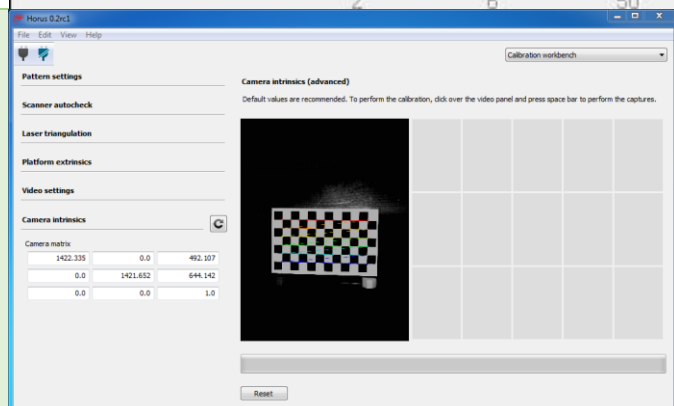 2 6 50
Horus 0.2rc1
File Edit View Help
Calibration workbench
Pattern settings
Scanner autocheck
Laser triangulation
Platform extrinsics
Video settings
Camera intrinsics
Camera matrix
1422.335 0.0 492.107
0.0 1421.652 644.142
0.0 0.0 1.0
Camera intrinsics (advanced)
Default values are recommended. To perform the calibration, click over the video panel and press space bar to perform the captures.
Reset